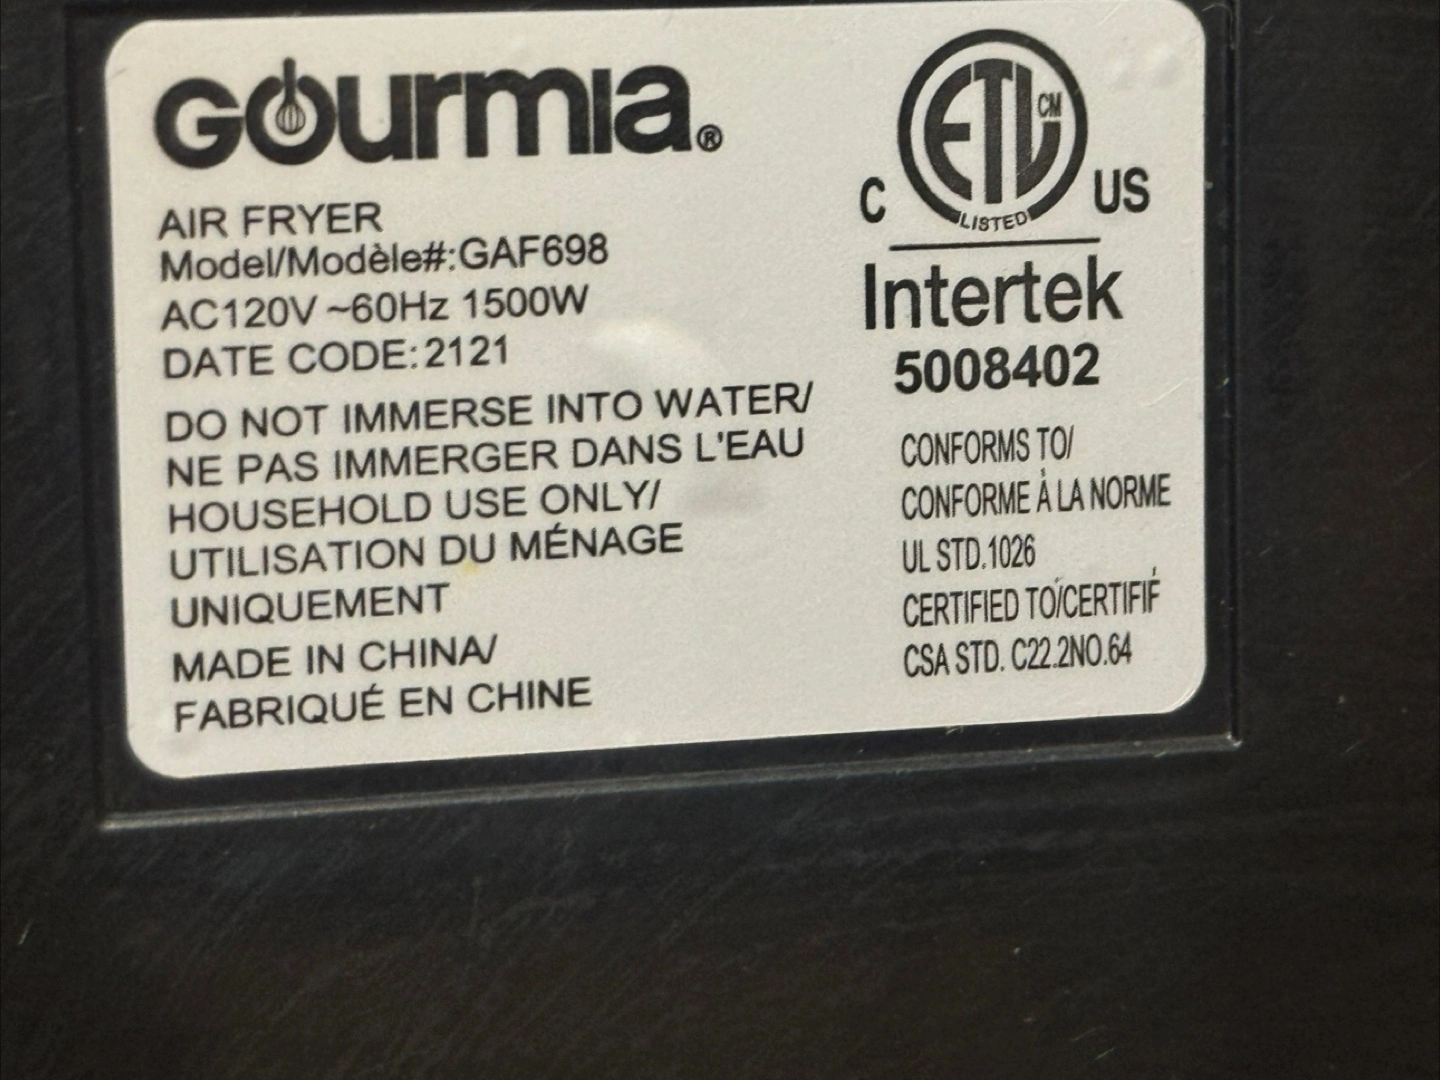 Gourmia®
AIR FRYER
Model/Modèle#:GAF698
AC120V ~60Hz 1500W
DATE CODE:2121
DO NOT IMMERSE INTO WATER/
NE PAS IMMERGER DANS L'EAU
HOUSEHOLD USE ONLY/
UTILISATION DU MÉNAGE
UNIQUEMENT
MADE IN CHINA/
FABRIQUÉ EN CHINE
ETL CM
LISTED
C US
Intertek
5008402
CONFORMS TO/
CONFORME À LA NORME
UL STD.1026
CERTIFIED TO/CERTIFIÉ
CSA STD. C22.2NO.64